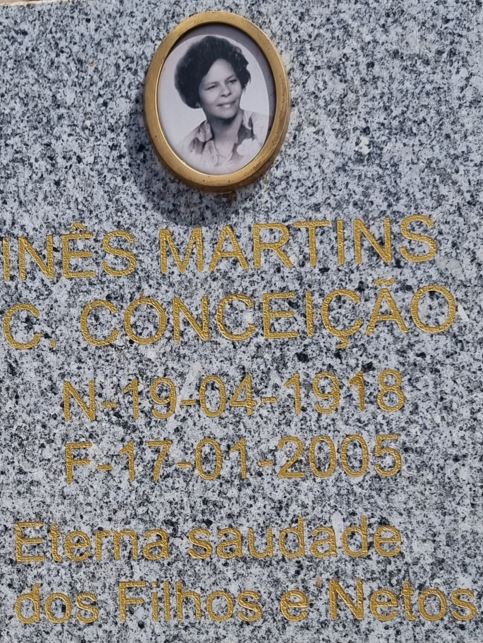 INÊS MARTINS
C. CONCEIÇÃO
N-19-04-1918
F-17-01-2005
Eterna saudade
dos Filhos e Netos